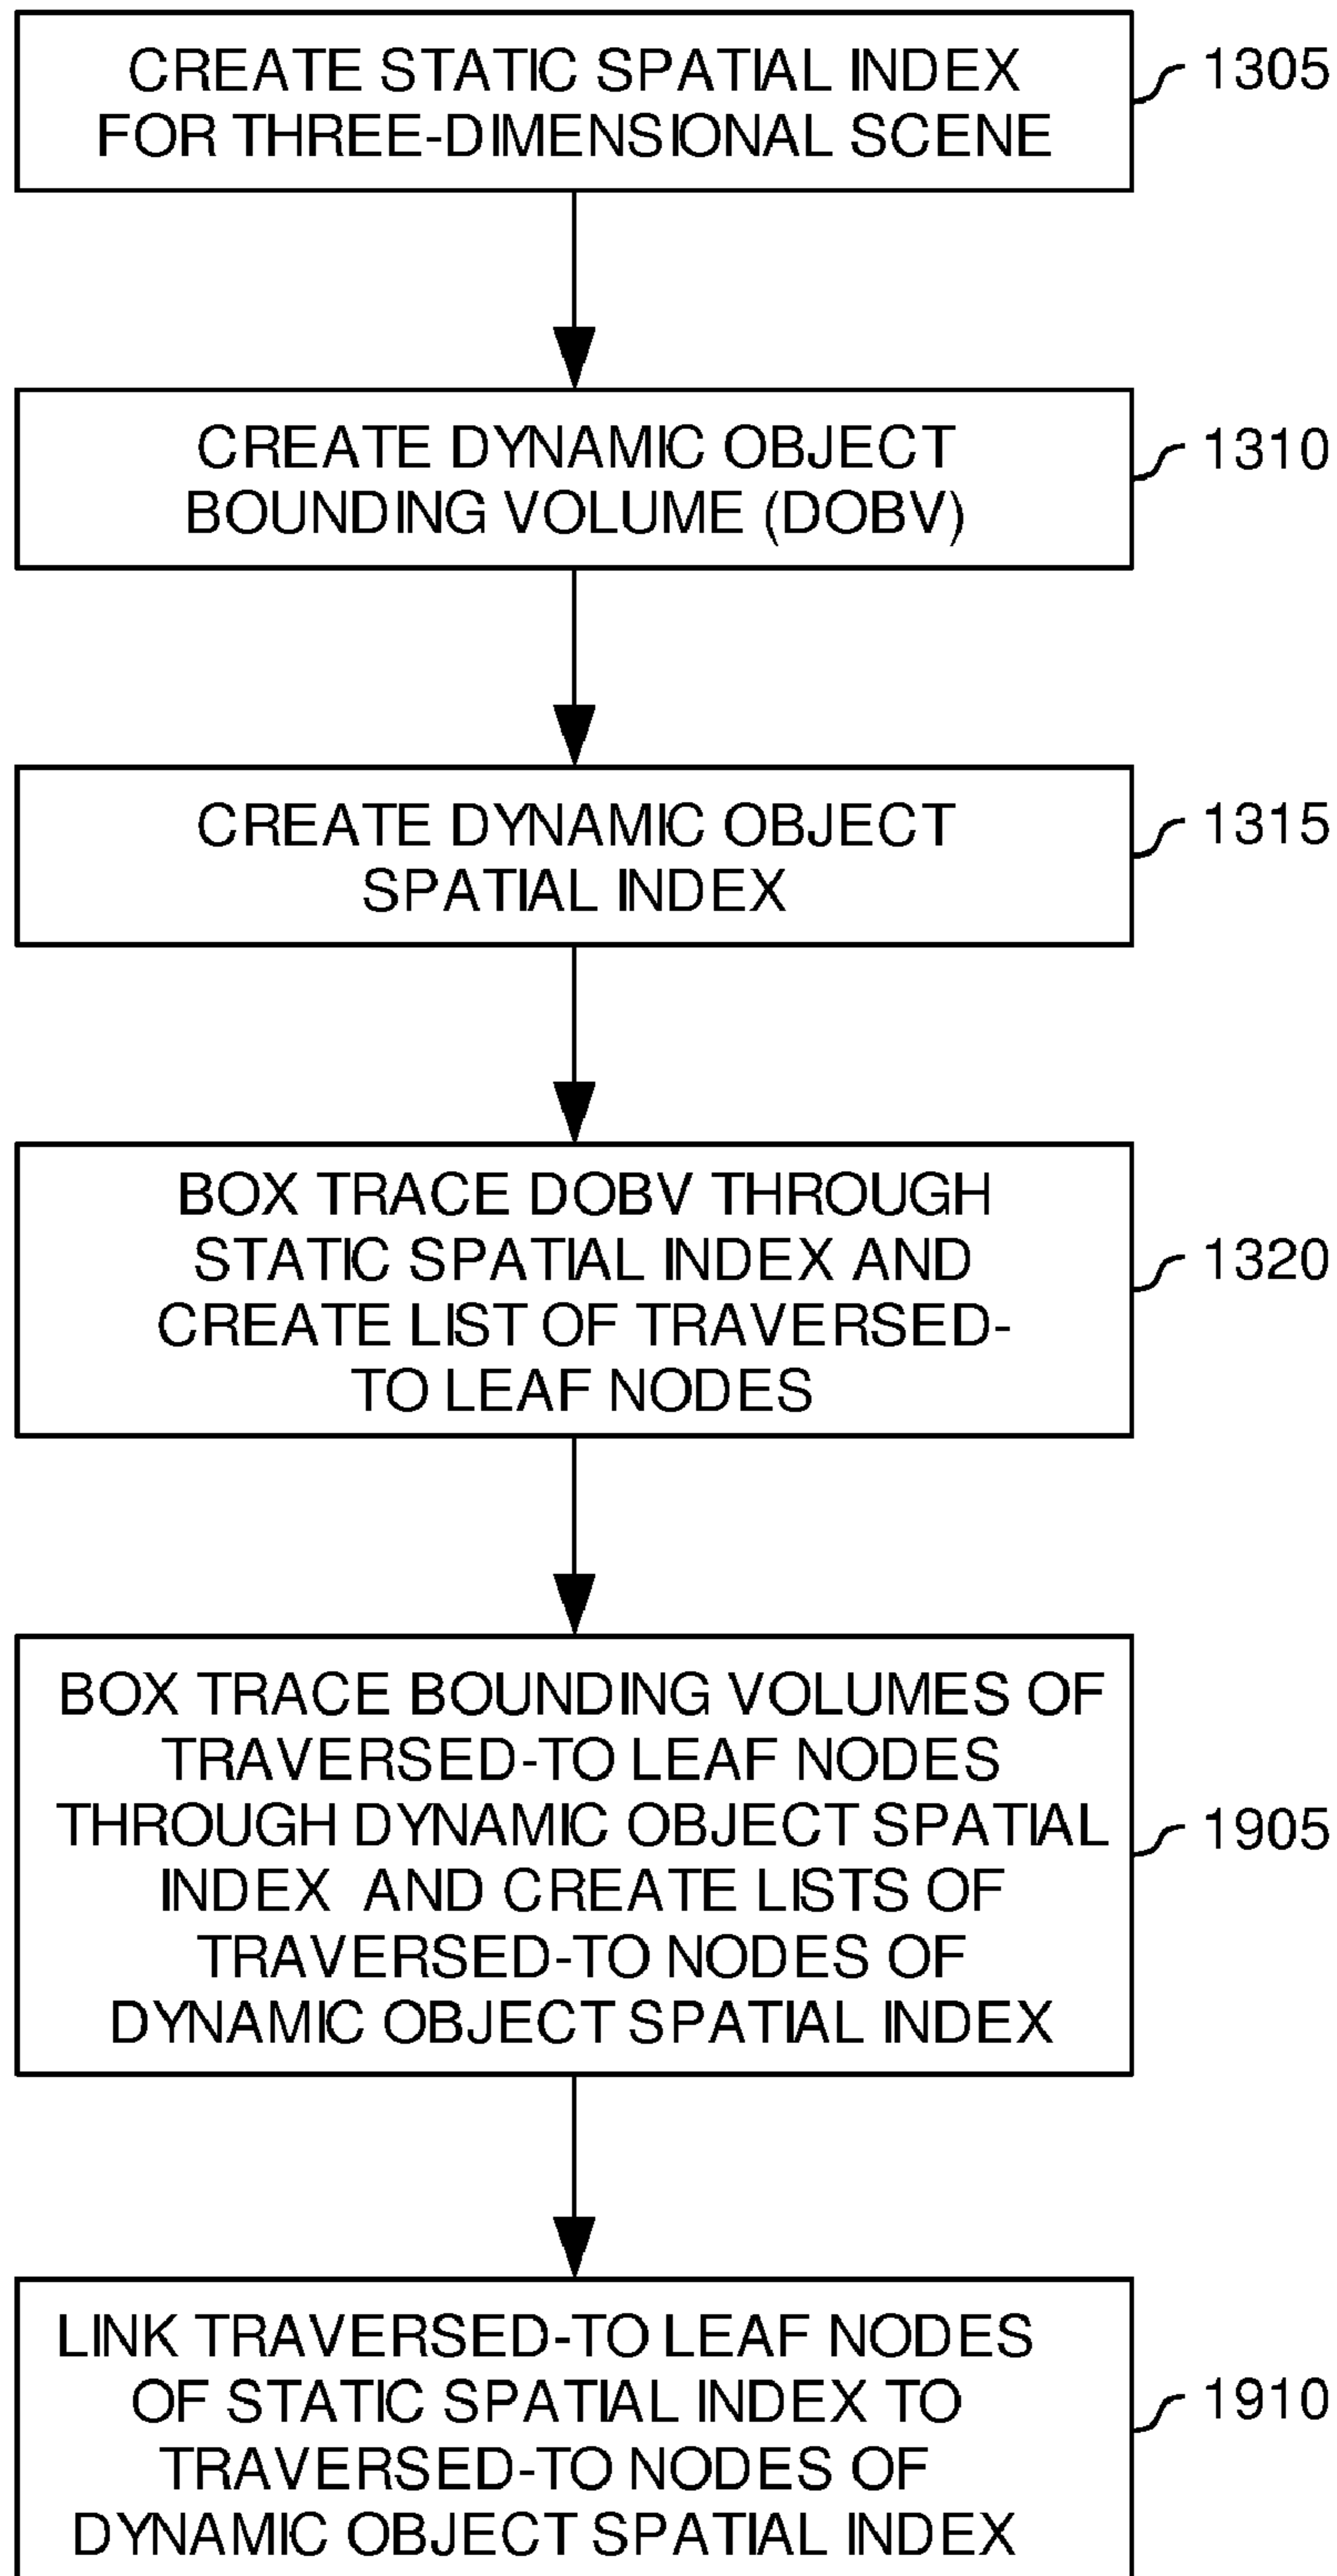 CREATE STATIC SPATIAL INDEX
FOR THREE-DIMENSIONAL SCENE
1305
CREATE DYNAMIC OBJECT
BOUNDING VOLUME (DOBV)
1310
CREATE DYNAMIC OBJECT
SPATIAL INDEX
1315
BOX TRACE DOBV THROUGH
STATIC SPATIAL INDEX AND
CREATE LIST OF TRAVERSED-
TO LEAF NODES
1320
BOX TRACE BOUNDING VOLUMES OF
TRAVERSED-TO LEAF NODES
THROUGH DYNAMIC OBJECT SPATIAL
INDEX AND CREATE LISTS OF
TRAVERSED-TO NODES OF
DYNAMIC OBJECT SPATIAL INDEX
1905
LINK TRAVERSED-TO LEAF NODES
OF STATIC SPATIAL INDEX TO
TRAVERSED-TO NODES OF
DYNAMIC OBJECT SPATIAL INDEX
1910